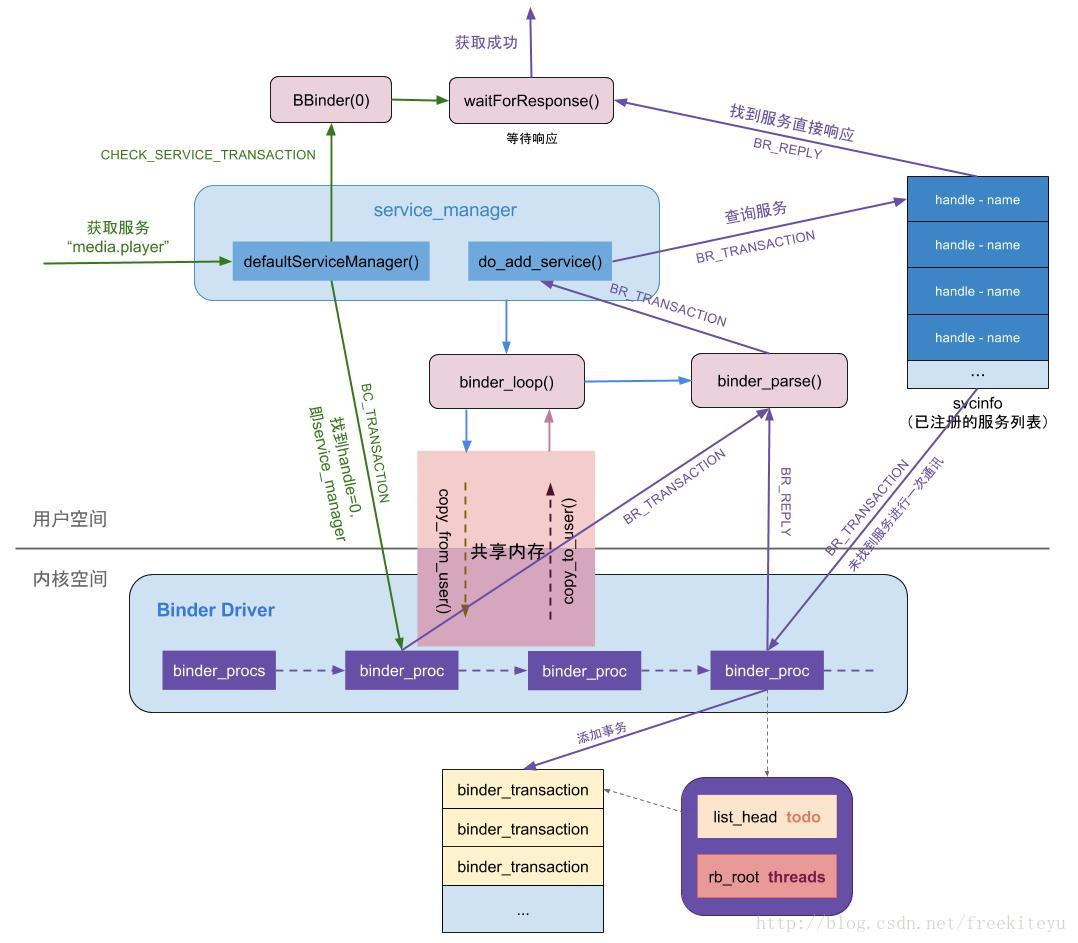 获取成功
BBinder(0)
waitForResponse()
等待响应
找到服务直接响应
BR_REPLY
CHECK_SERVICE_TRANSACTION
service_manager
获取服务
“media.player”
defaultServiceManager()
do_add_service()
查询服务
BR_TRANSACTION
handle - name
handle - name
handle - name
handle - name
...
svcinfo
（已注册的服务列表）
BR_TRANSACTION
binder_loop()
binder_parse()
BC_TRANSACTION
找到handle=0,
即service_manager
copy_from_user()
共享内存
copy_to_user()
BR_TRANSACTION
BR_REPLY
BR_TRANSACTION
未找到服务进行一次通讯
用户空间
内核空间
Binder Driver
binder_procs
binder_proc
binder_proc
binder_proc
添加事务
binder_transaction
binder_transaction
binder_transaction
...
list_head todo
rb_root threads
http://blog.csdn.net/freekiteyu